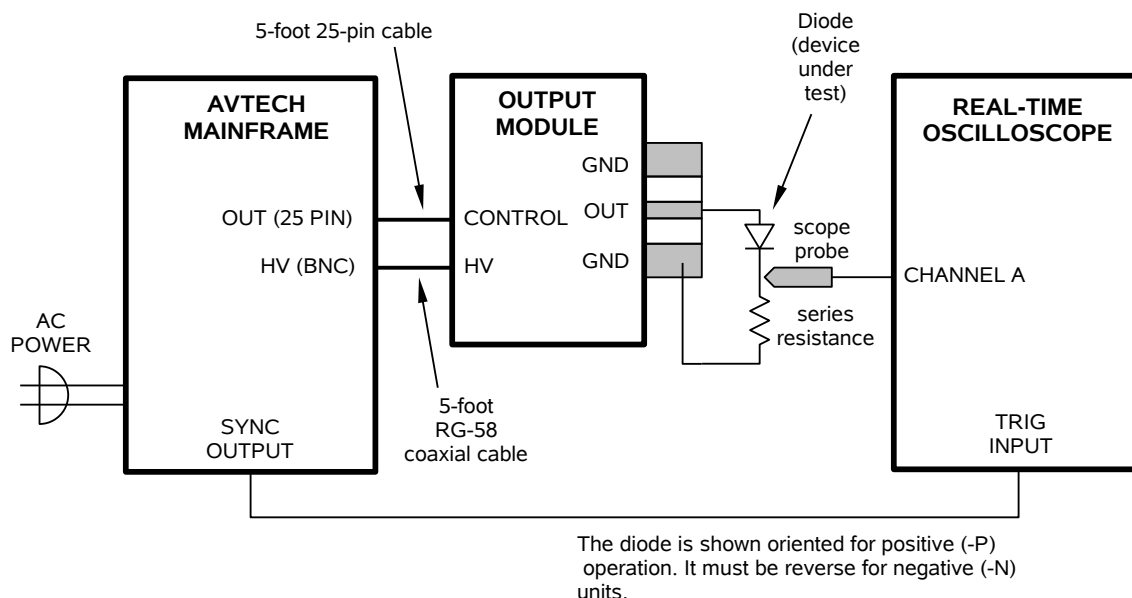 5-foot 25-pin cable
Diode
(device
under
test)
AVTECH
MAINFRAME
OUTPUT
MODULE
REAL-TIME
OSCILLOSCOPE
GND
OUT (25 PIN)
CONTROL
OUT
scope
probe
HV (BNC)
HV
GND
CHANNEL A
series
resistance
AC
POWER
5-foot
RG-58
coaxial cable
SYNC
OUTPUT
TRIG
INPUT
The diode is shown oriented for positive (-P)
operation. It must be reverse for negative (-N)
units.